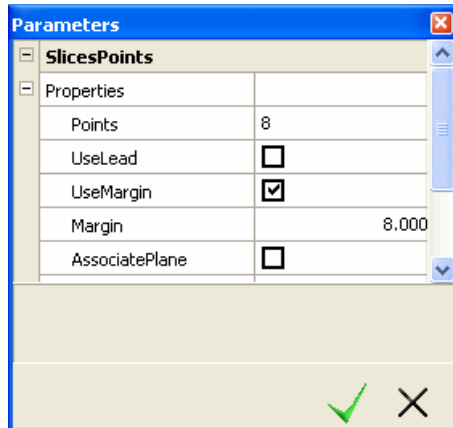 Parameters
SlicesPoints
Properties
Points 8
UseLead
UseMargin
Margin 8.000
AssociatePlane